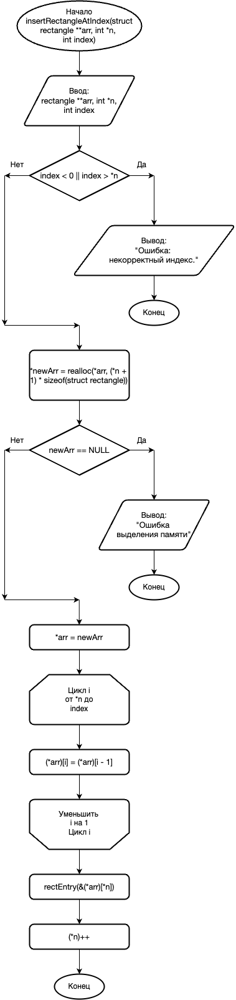 Начало
insertRectangleAtIndex(struct
rectangle **arr, int *n,
int index)
Ввод:
rectangle **arr, int *n,
int index
Нет
Да
index < 0 || index > *n
Вывод:
"Ошибка:
некорректный индекс."
Конец
*newArr = realloc(*arr, (*n +
1) * sizeof(struct rectangle))
Нет
Да
newArr == NULL
Вывод:
"Ошибка
выделения памяти"
Конец
*arr = newArr
Цикл i
от *n до
index
(*arr)[i] = (*arr)[i - 1]
Уменьшить
i на 1
Цикл i
rectEntry(&(*arr)[*n])
(*n)++
Конец